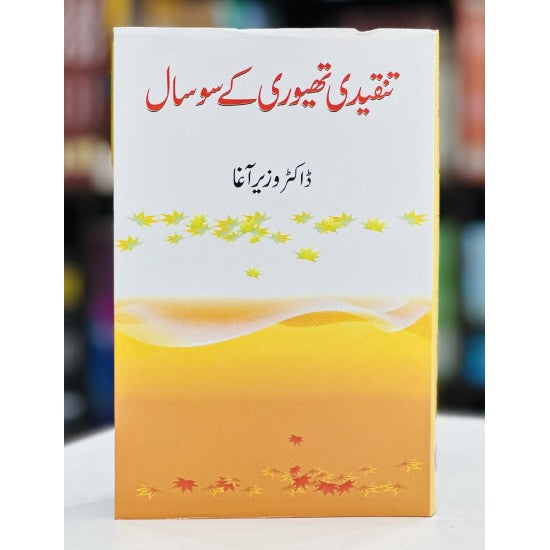 تنقیدی تھیوری کے سو سال
ڈاکٹر وزیر آغا